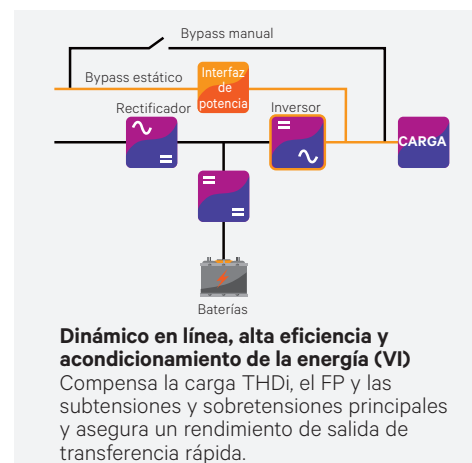 Bypass manual
Bypass estático
Interfaz
de
potencia
Rectificador
Inversor
CARGA
Baterías
Dinámico en línea, alta eficiencia y
acondicionamiento de la energía (VI)
Compensa la carga THDi, el FP y las
subtensiones y sobretensiones principales
y asegura un rendimiento de salida de
transferencia rápida.